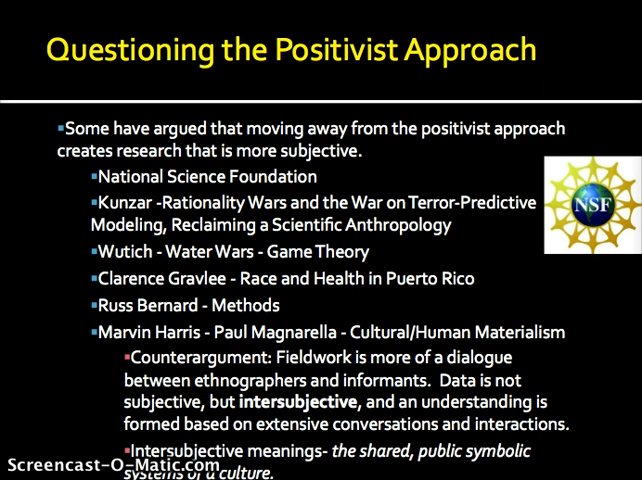 Questioning the Positivist Approach
▪Some have argued that moving away from the positivist approach
creates research that is more subjective.
▪National Science Foundation
▪Kunzar -Rationality Wars and the War on Terror-Predictive
Modeling, Reclaiming a Scientific Anthropology
▪Wutich - Water Wars - Game Theory
▪Clarence Gravlee - Race and Health in Puerto Rico
▪Russ Bernard - Methods
▪Marvin Harris - Paul Magnarella - Cultural/Human Materialism
▪Counterargument: Fieldwork is more of a dialogue
between ethnographers and informants. Data is not
subjective, but intersubjective, and an understanding is
formed based on extensive conversations and interactions.
▪Intersubjective meanings- the shared, public symbolic
systems of a culture.
NSF
Screencast-O-Matic.com